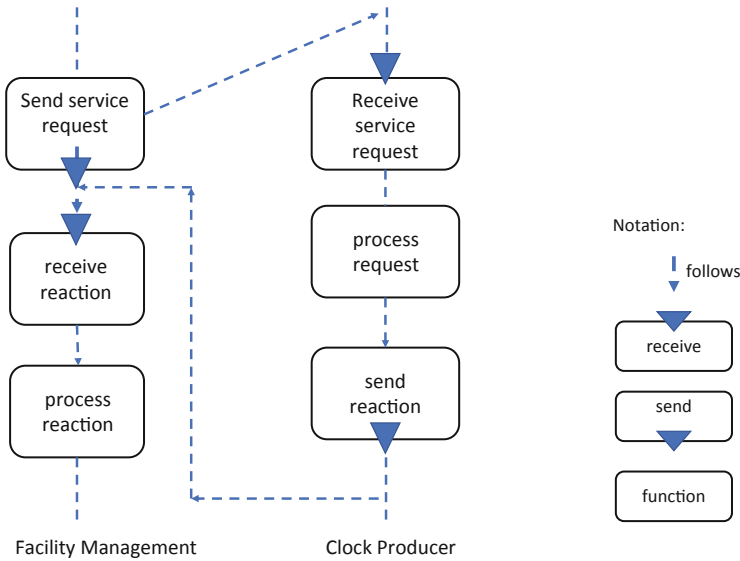 Send service
request
receive
reaction
process
reaction
Facility Management
Receive
service
request
process
request
send
reaction
Clock Producer
Notation:
follows
receive
send
function